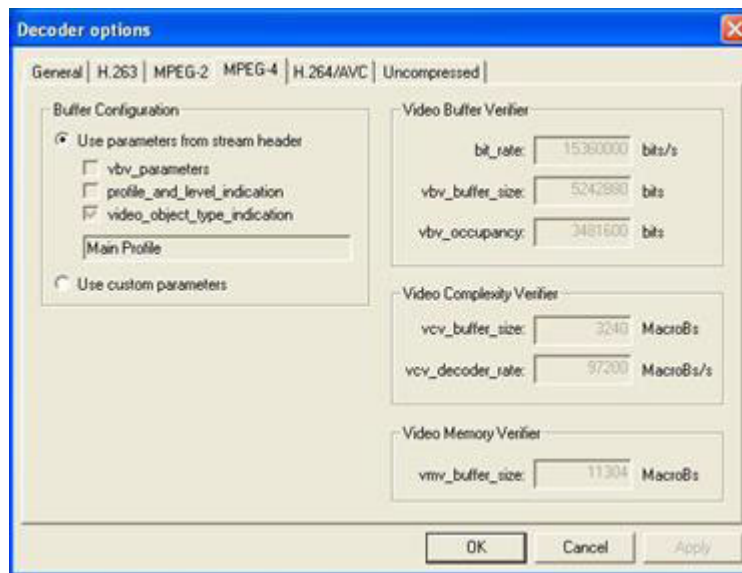 Decoder options
General H.263 MPEG-2 MPEG-4 H.264/AVC Uncompressed
Buffer Configuration
Use parameters from stream header
vbv_parameters
profile_and_level_indication
video_object_type_indication
Main Profile
Use custom parameters
Video Buffer Verifier
bit_rate: 15360000 bits/s
vbv_buffer_size: 5242880 bits
vbv_occupancy: 3481600 bits
Video Complexity Verifier
vcv_buffer_size: 3240 MacroBs
vcv_decoder_rate: 97200 MacroBs/s
Video Memory Verifier
vmv_buffer_size: 11304 MacroBs
OK Cancel Apply